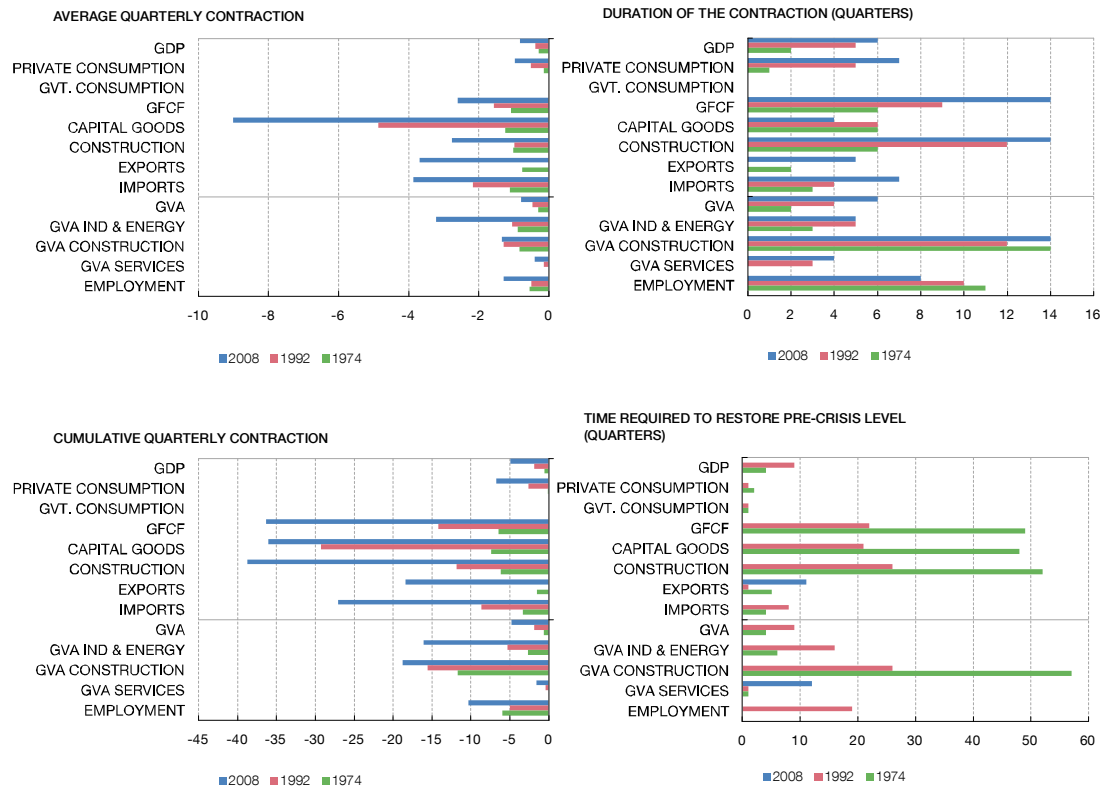 AVERAGE QUARTERLY CONTRACTION
GDP
PRIVATE CONSUMPTION
GVT. CONSUMPTION
GFCF
CAPITAL GOODS
CONSTRUCTION
EXPORTS
IMPORTS
GVA
GVA IND & ENERGY
GVA CONSTRUCTION
GVA SERVICES
EMPLOYMENT
-10 -8 -6 -4 -2 0
2008 1992 1974
DURATION OF THE CONTRACTION (QUARTERS)
GDP
PRIVATE CONSUMPTION
GVT. CONSUMPTION
GFCF
CAPITAL GOODS
CONSTRUCTION
EXPORTS
IMPORTS
GVA
GVA IND & ENERGY
GVA CONSTRUCTION
GVA SERVICES
EMPLOYMENT
0 2 4 6 8 10 12 14 16
2008 1992 1974
CUMULATIVE QUARTERLY CONTRACTION
GDP
PRIVATE CONSUMPTION
GVT. CONSUMPTION
GFCF
CAPITAL GOODS
CONSTRUCTION
EXPORTS
IMPORTS
GVA
GVA IND & ENERGY
GVA CONSTRUCTION
GVA SERVICES
EMPLOYMENT
-45 -40 -35 -30 -25 -20 -15 -10 -5 0
2008 1992 1974
TIME REQUIRED TO RESTORE PRE-CRISIS LEVEL
(QUARTERS)
GDP
PRIVATE CONSUMPTION
GVT. CONSUMPTION
GFCF
CAPITAL GOODS
CONSTRUCTION
EXPORTS
IMPORTS
GVA
GVA IND & ENERGY
GVA CONSTRUCTION
GVA SERVICES
EMPLOYMENT
0 10 20 30 40 50 60
2008 1992 1974